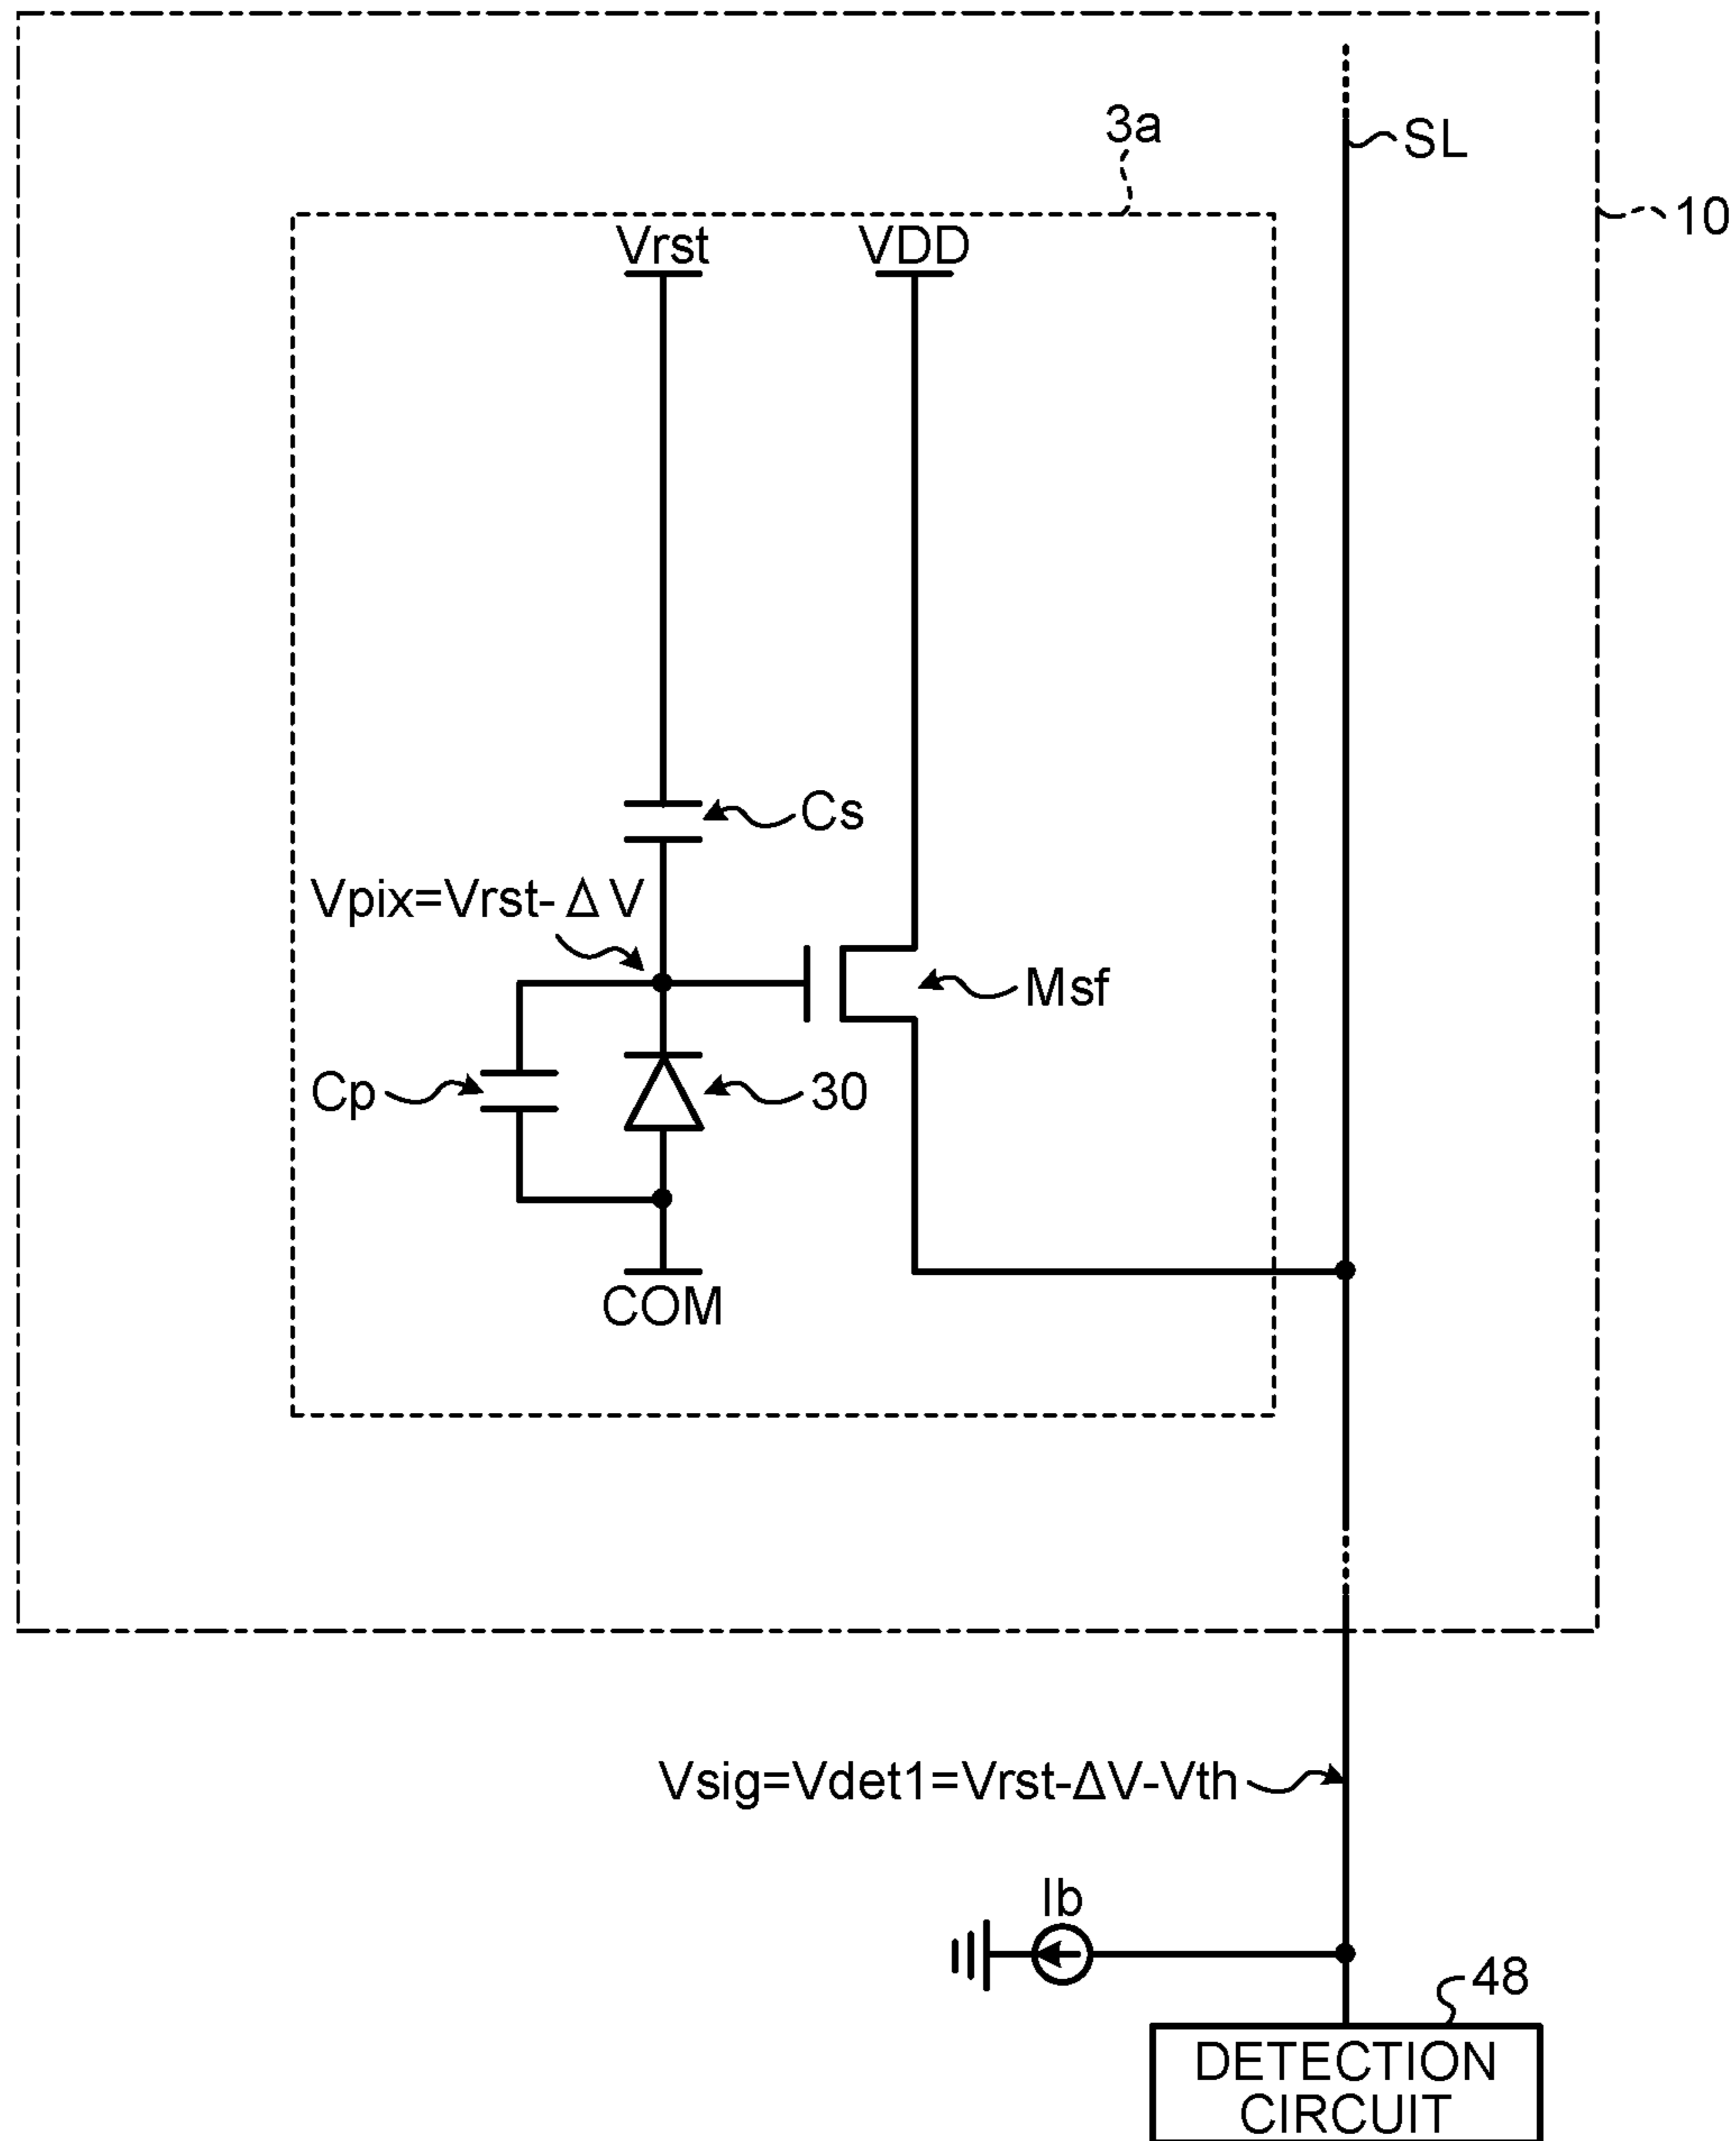 3a
SL
10
Vrst
VDD
Cs
Vpix=Vrst-ΔV
Msf
Cp
30
COM
Vsig=Vdet1=Vrst-ΔV-Vth
Ib
48
DETECTION
CIRCUIT